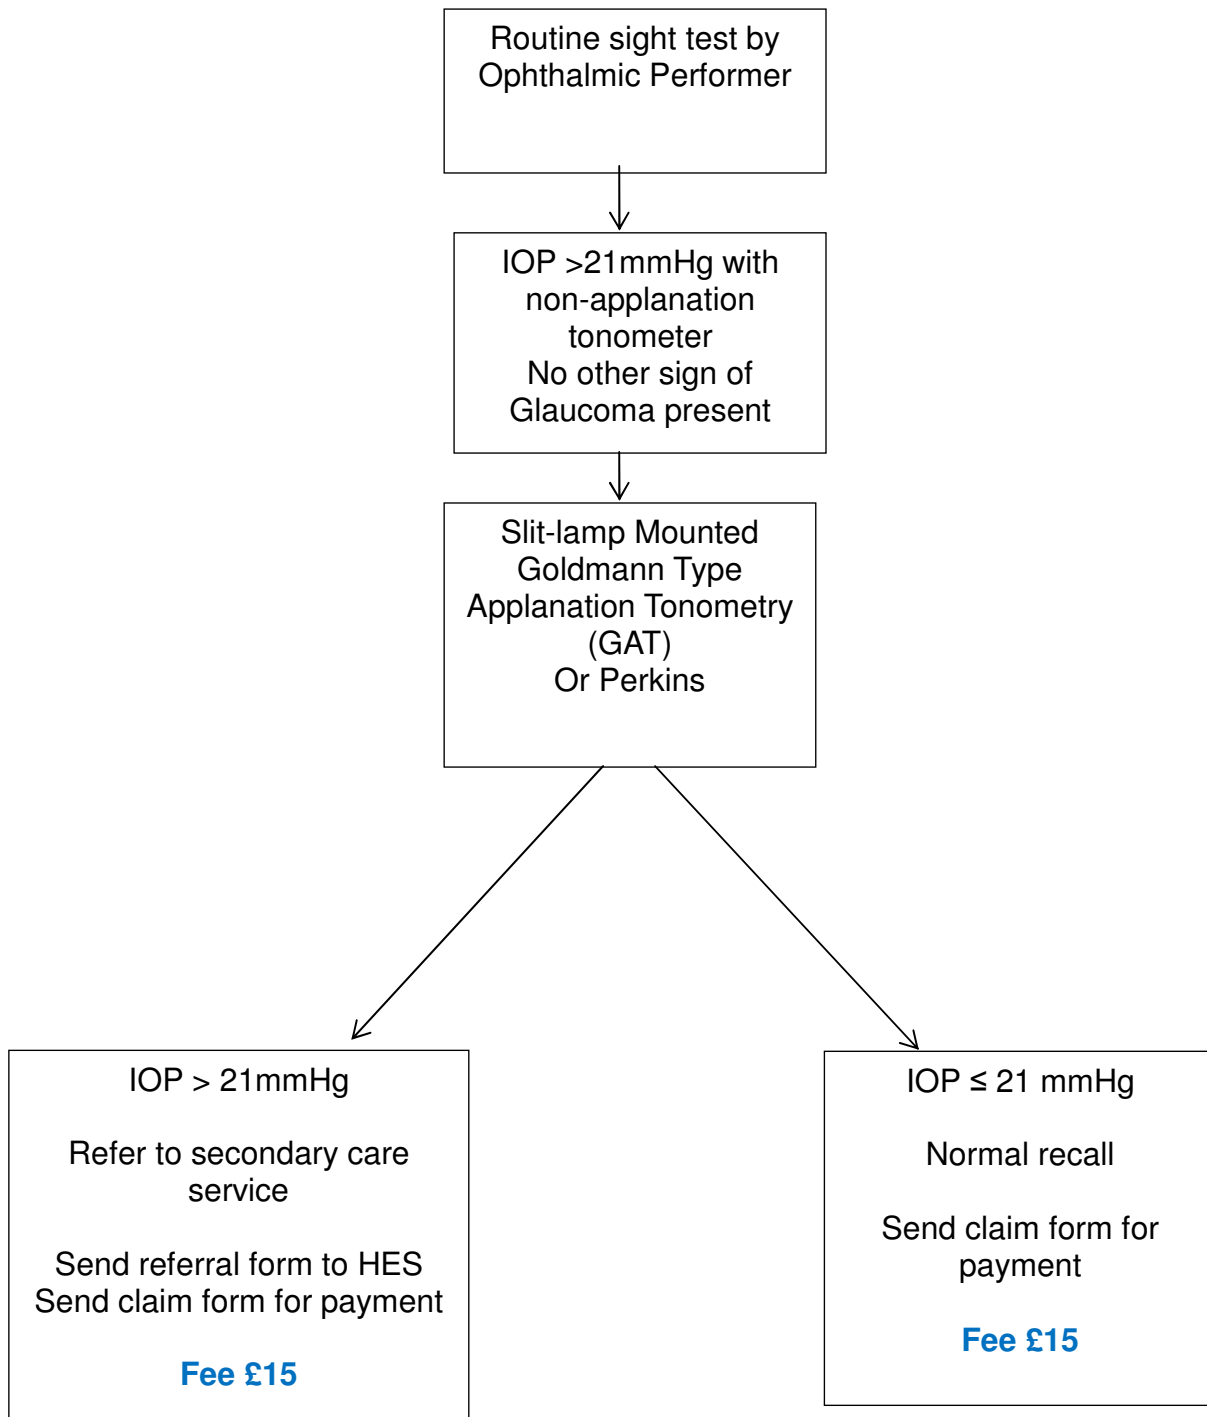 Routine sight test by
Ophthalmic Performer
IOP >21mmHg with
non-applanation
tonometer
No other sign of
Glaucoma present
Slit-lamp Mounted
Goldmann Type
Applanation Tonometry
(GAT)
Or Perkins
IOP > 21mmHg
Refer to secondary care
service
Send referral form to HES
Send claim form for payment
Fee £15
IOP ≤ 21 mmHg
Normal recall
Send claim form for
payment
Fee £15